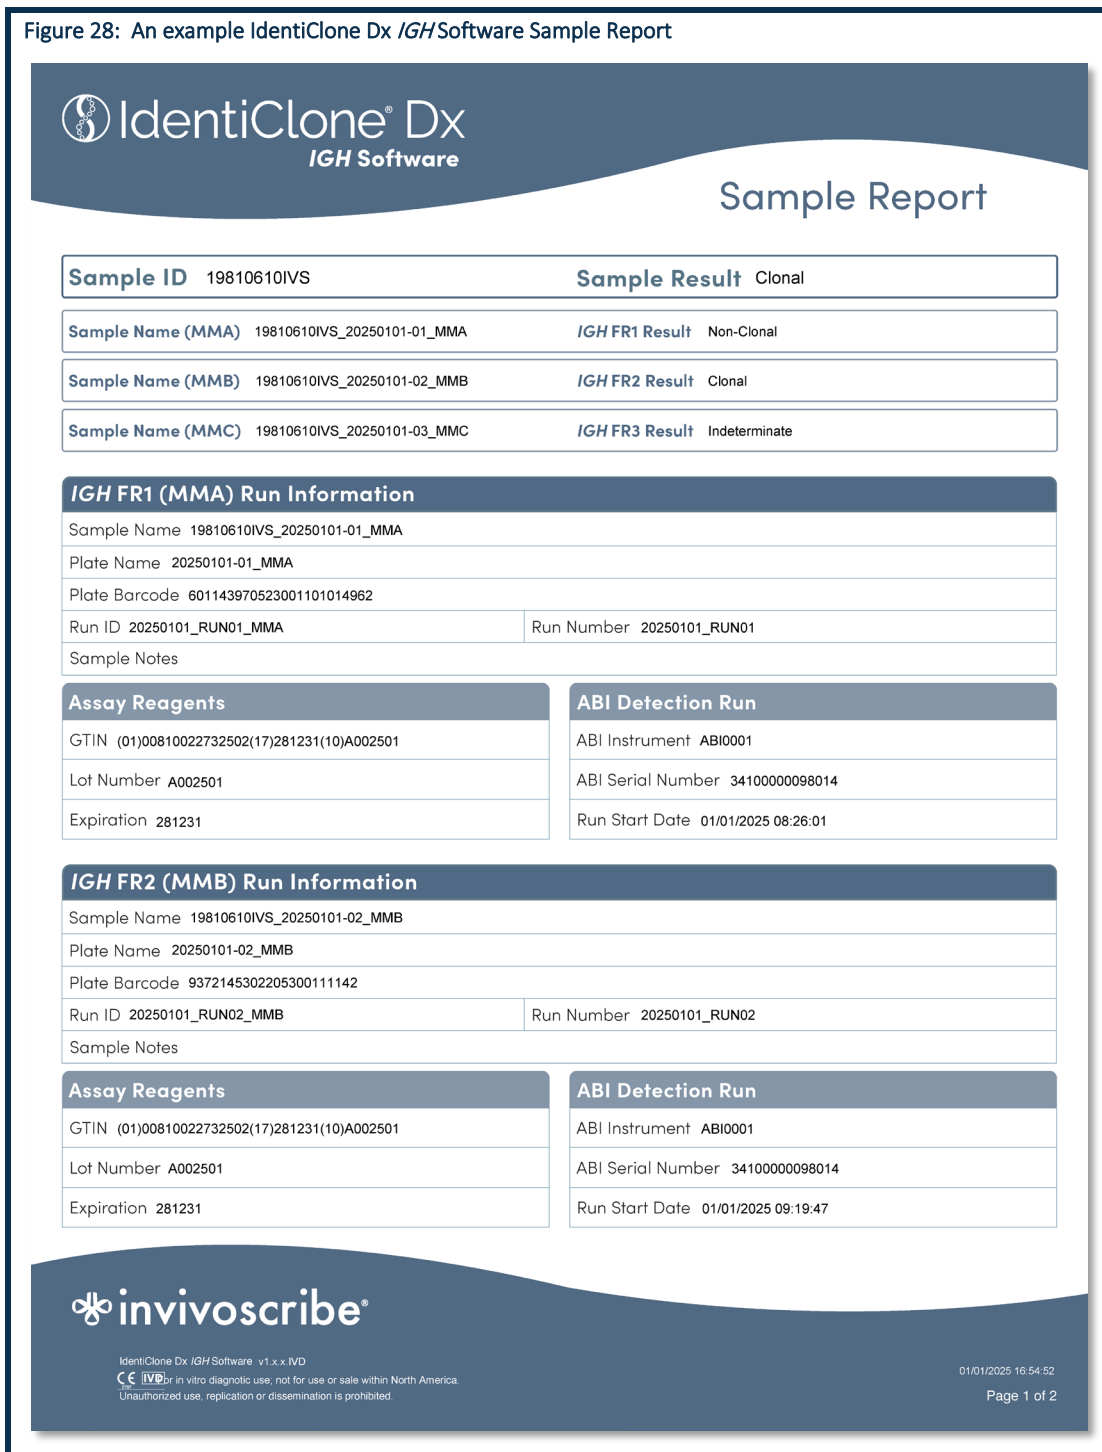 Figure 28: An example IdentiClone Dx IGH Software Sample Report
IdentiClone® Dx
IGH Software
Sample Report
Sample ID 19810610IVS Sample Result Clonal
Sample Name (MMA) 19810610IVS_20250101-01_MMA IGH FR1 Result Non-Clonal
Sample Name (MMB) 19810610IVS_20250101-02_MMB IGH FR2 Result Clonal
Sample Name (MMC) 19810610IVS_20250101-03_MMC IGH FR3 Result Indeterminate
IGH FR1 (MMA) Run Information
Sample Name 19810610IVS_20250101-01_MMA
Plate Name 20250101-01_MMA
Plate Barcode 601143970523001101014962
Run ID 20250101_RUN01_MMA Run Number 20250101_RUN01
Sample Notes
Assay Reagents ABI Detection Run
GTIN (01)00810022732502(17)281231(10)A002501 ABI Instrument ABI0001
Lot Number A002501 ABI Serial Number 34100000098014
Expiration 281231 Run Start Date 01/01/2025 08:26:01
IGH FR2 (MMB) Run Information
Sample Name 19810610IVS_20250101-02_MMB
Plate Name 20250101-02_MMB
Plate Barcode 9372145302205300111142
Run ID 20250101_RUN02_MMB Run Number 20250101_RUN02
Sample Notes
Assay Reagents ABI Detection Run
GTIN (01)00810022732502(17)281231(10)A002501 ABI Instrument ABI0001
Lot Number A002501 ABI Serial Number 34100000098014
Expiration 281231 Run Start Date 01/01/2025 09:19:47
invivoscribe®
IdentiClone Dx IGH Software v1.x.x.IVD
CE IVD or in vitro diagnostic use; not for use or sale within North America.
Unauthorized use, replication or dissemination is prohibited.
01/01/2025 16:54:52
Page 1 of 2